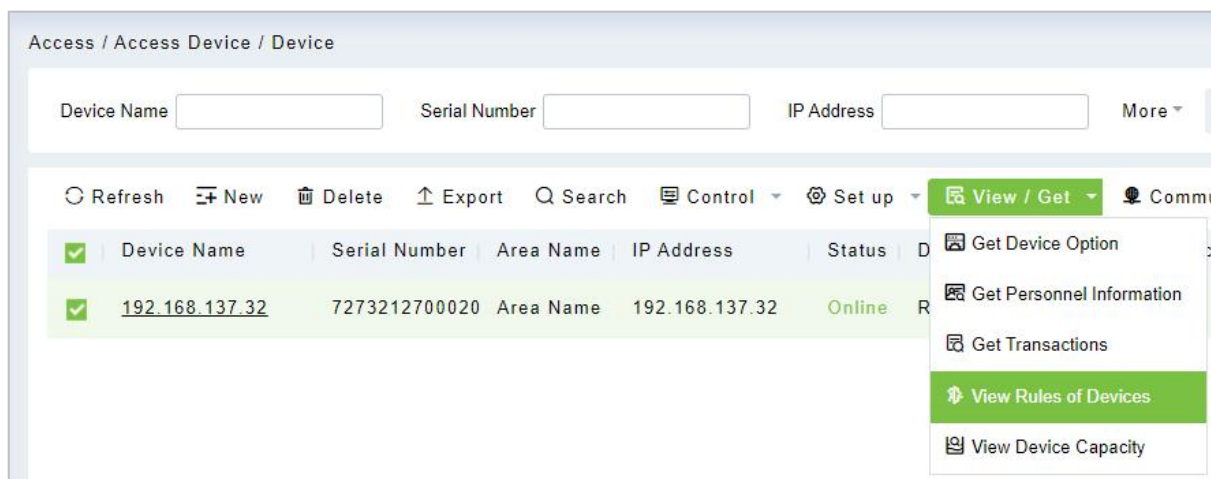 Access / Access Device / Device
Device Name Serial Number IP Address More
Refresh New Delete Export Search Control Set up View / Get
Device Name Serial Number Area Name IP Address Status
Get Device Option
192.168.137.32 7273212700020 Area Name 192.168.137.32 Online
Get Personnel Information
Get Transactions
View Rules of Devices
View Device Capacity